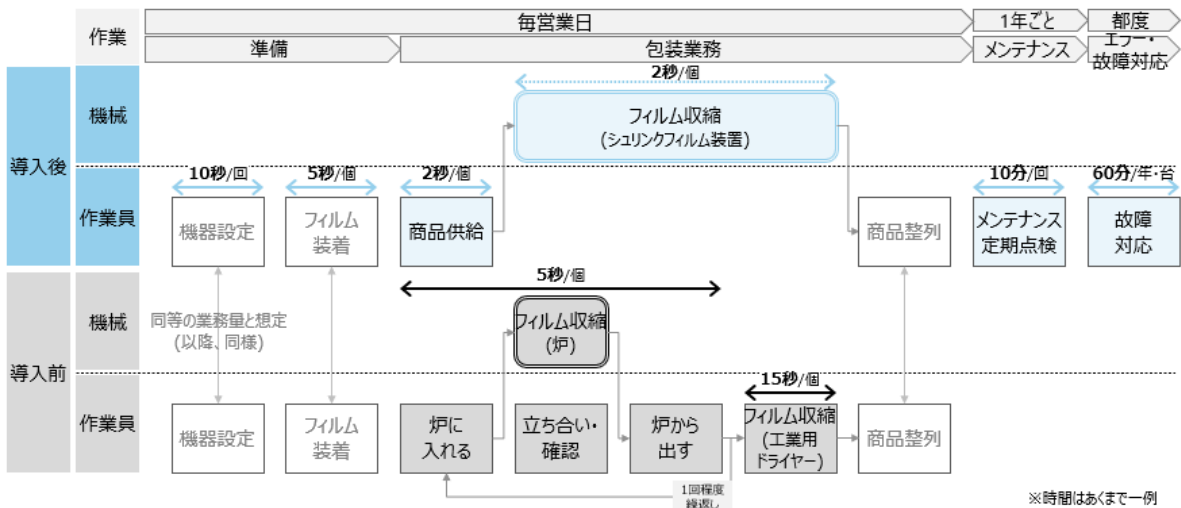 作業
毎営業日
1年ごと
都度
準備
包装業務
メンテナンス
エラー・
故障対応
導入後
機械
2秒/個
フィルム収縮
(シュリンクフィルム装置)
作業員
10秒/回
5秒/個
2秒/個
10分/回
60分/年・台
機器設定
フィルム
装着
商品供給
商品整列
メンテナンス
定期点検
故障
対応
導入前
機械
同等の業務量と想定
(以降、同様)
5秒/個
フィルム収縮
(炉)
作業員
15秒/個
機器設定
フィルム
装着
炉に
入れる
立ち合い・
確認
炉から
出す
フィルム収縮
(工業用
ドライヤー)
商品整列
1回程度
繰返し
※時間はあくまで一例